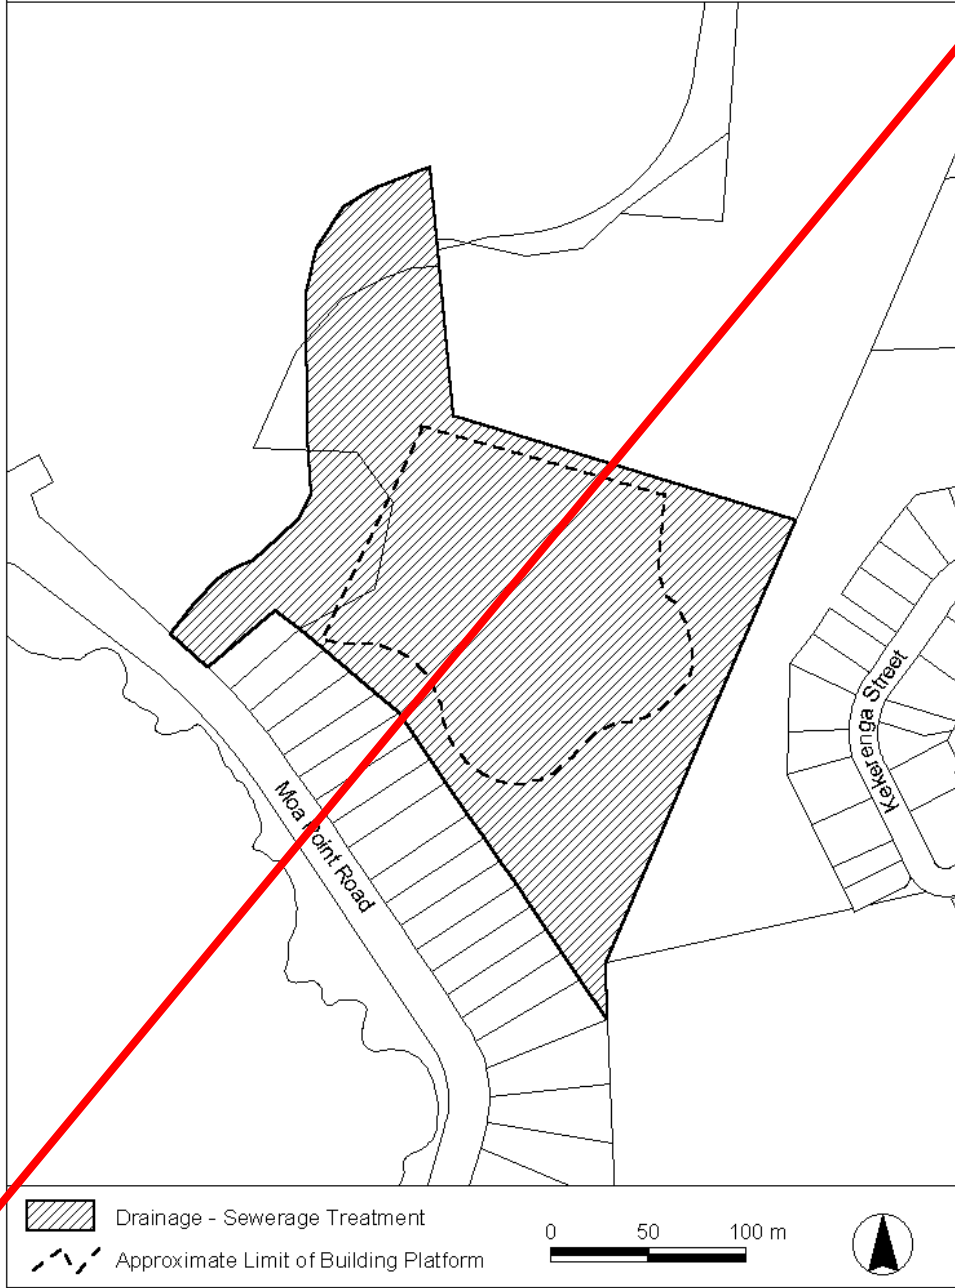 Kekerenga Street
Moa Point Road
Drainage - Sewerage Treatment
Approximate Limit of Building Platform
0 50 100 m